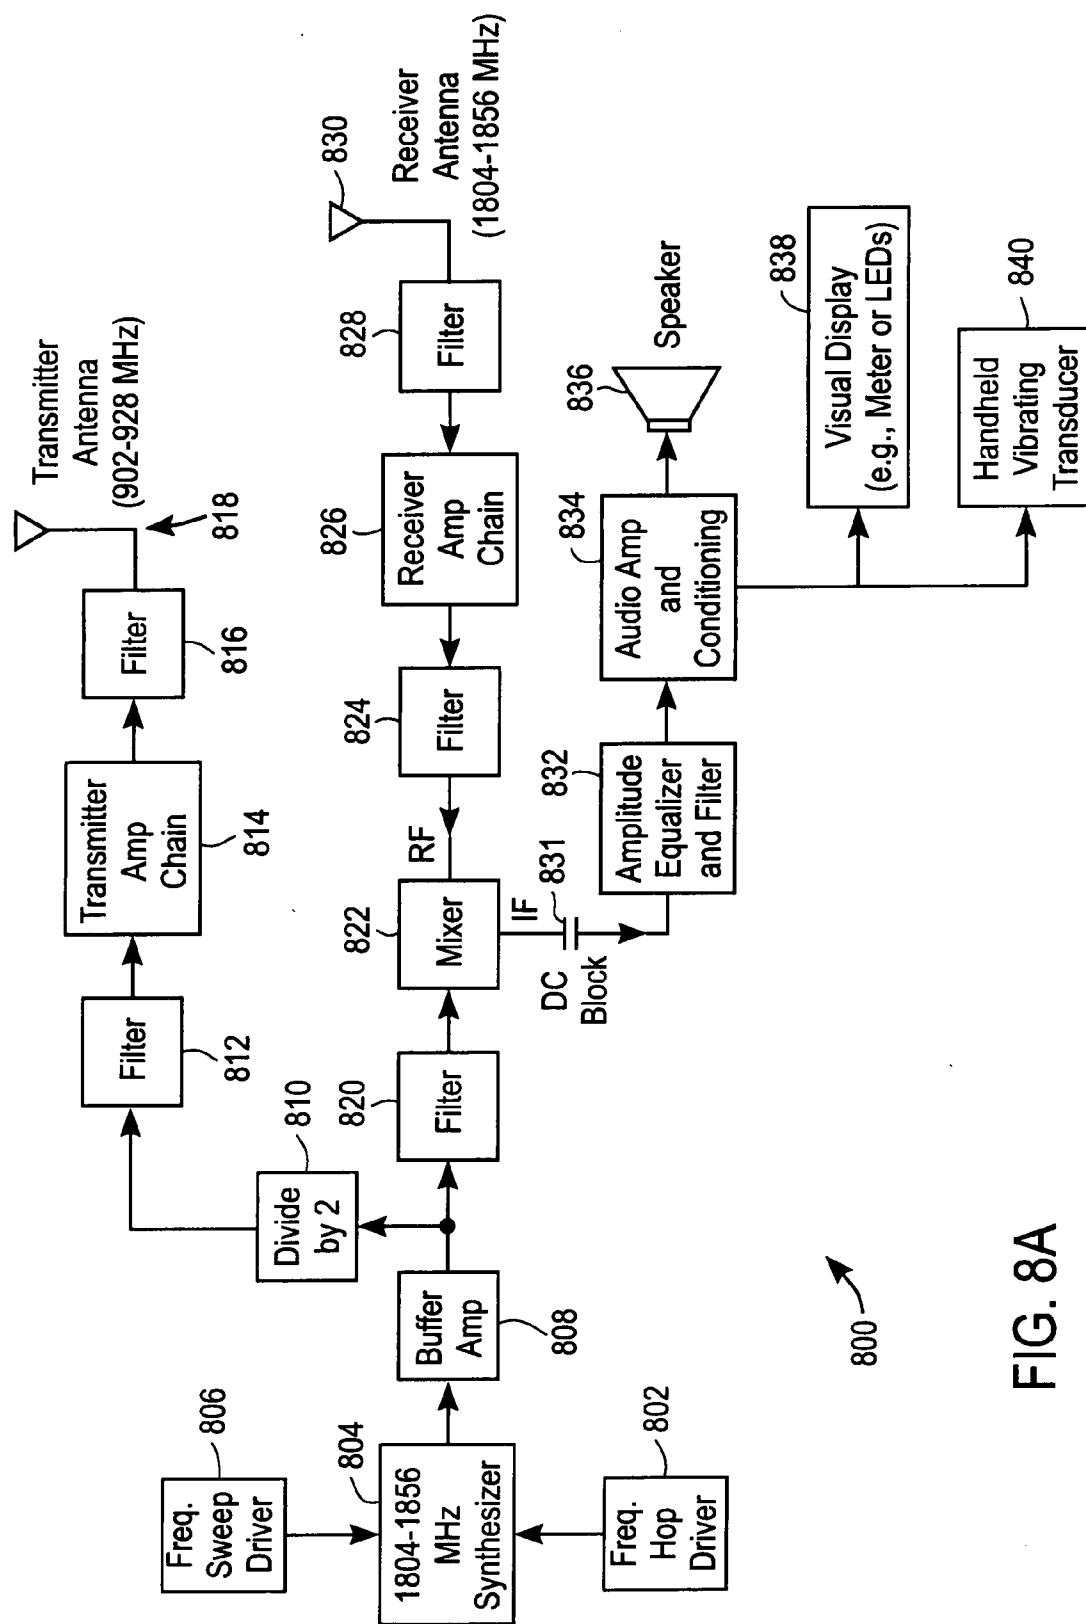 Transmitter
Antenna
(902-928 MHz)
818
Filter
816
Transmitter
Amp
Chain
814
Filter
812
Divide
by 2
810
Freq.
Sweep
Driver
806
1804-1856
MHz
Synthesizer
804
Freq.
Hop
Driver
802
Buffer
Amp
808
Filter
820
Mixer
822
RF
IF
Filter
824
Receiver
Amp
Chain
826
Filter
828
830
Receiver
Antenna
(1804-1856 MHz)
DC
Block
831
Amplitude
Equalizer
and Filter
832
Audio Amp
and
Conditioning
834
836
Speaker
Visual Display
(e.g., Meter or LEDs)
838
Handheld
Vibrating
Transducer
840
800
FIG. 8A